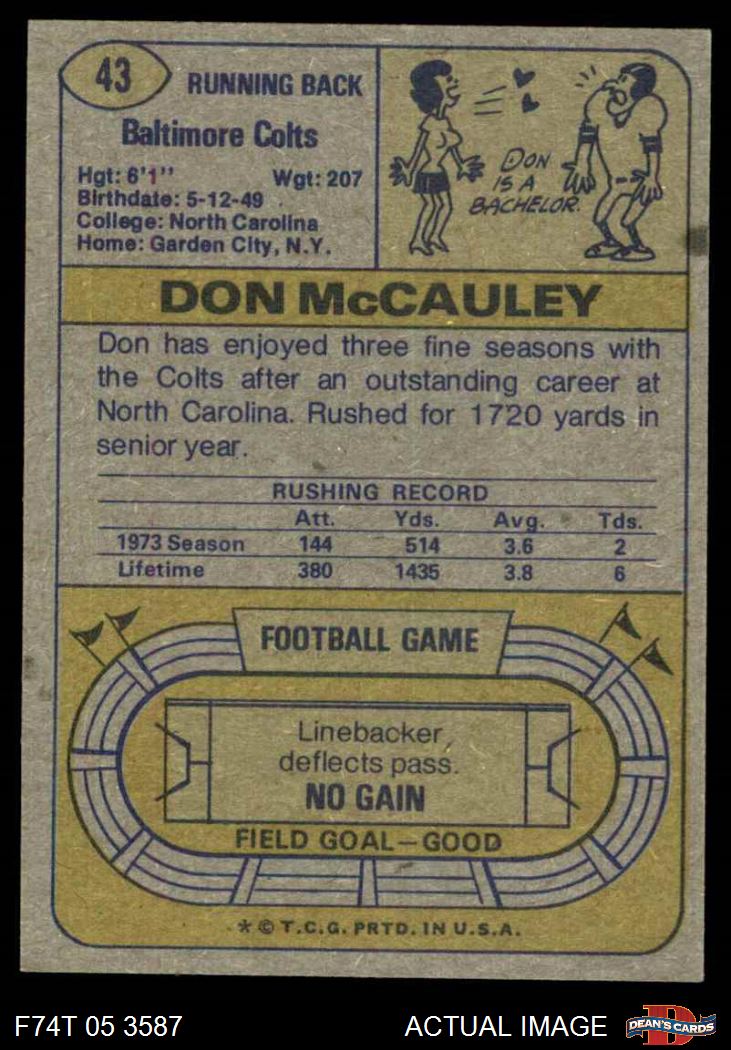 43
RUNNING BACK
Baltimore Colts
Hgt: 6'1" Wgt: 207
Birthdate: 5-12-49
College: North Carolina
Home: Garden City, N.Y.
DON
IS A
BACHELOR.
DON McCAULEY
Don has enjoyed three fine seasons with
the Colts after an outstanding career at
North Carolina. Rushed for 1720 yards in
senior year.
RUSHING RECORD
Att. Yds. Avg. Tds.
1973 Season 144 514 3.6 2
Lifetime 380 1435 3.8 6
FOOTBALL GAME
Linebacker
deflects pass.
NO GAIN
FIELD GOAL—GOOD
* © T.C.G. PRTD. IN U.S.A.
F74T 05 3587 ACTUAL IMAGE
D
DEAN'S CARDS